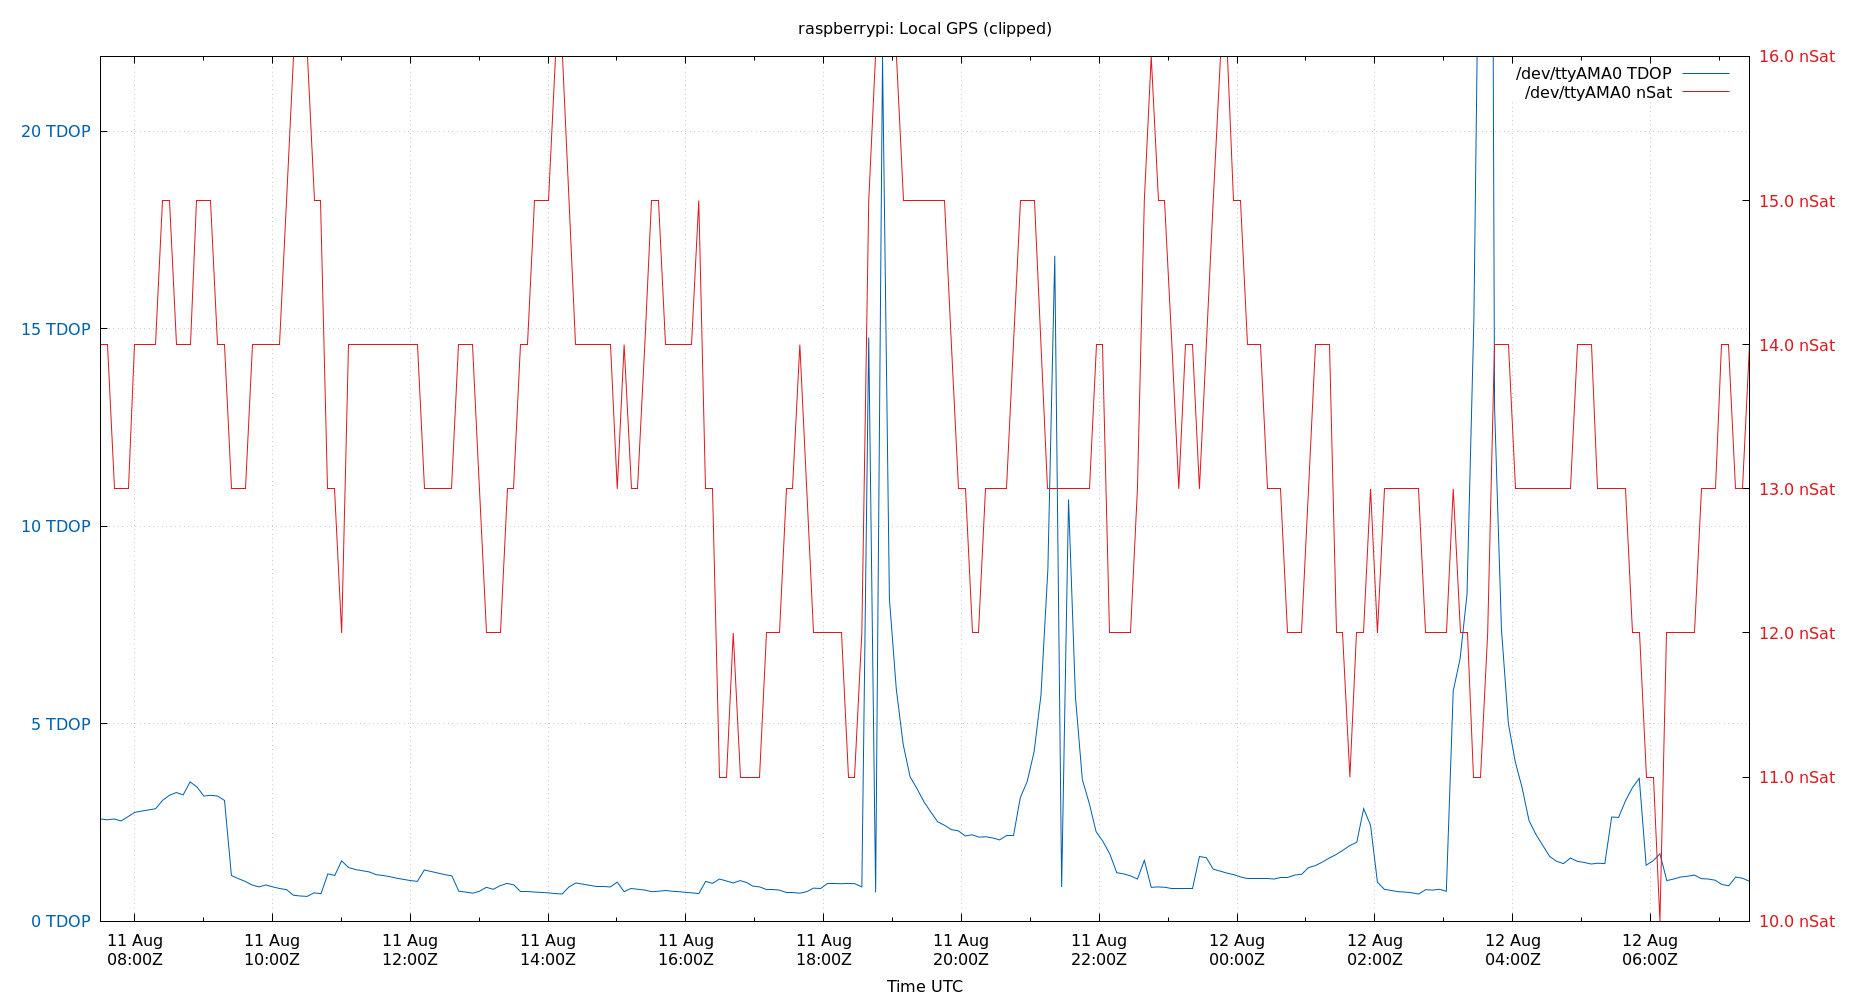 raspberrypi: Local GPS (clipped)
16.0 nSat
/dev/ttyAMA0 TDOP
/dev/ttyAMA0 nSat
20 TDOP
15.0 nSat
15 TDOP
14.0 nSat
13.0 nSat
10 TDOP
12.0 nSat
5 TDOP
11.0 nSat
0 TDOP
10.0 nSat
11 Aug 11 Aug 11 Aug 11 Aug 11 Aug 11 Aug 11 Aug 11 Aug 12 Aug 12 Aug 12 Aug 12 Aug
08:00Z 10:00Z 12:00Z 14:00Z 16:00Z 18:00Z 20:00Z 22:00Z 00:00Z 02:00Z 04:00Z 06:00Z
Time UTC